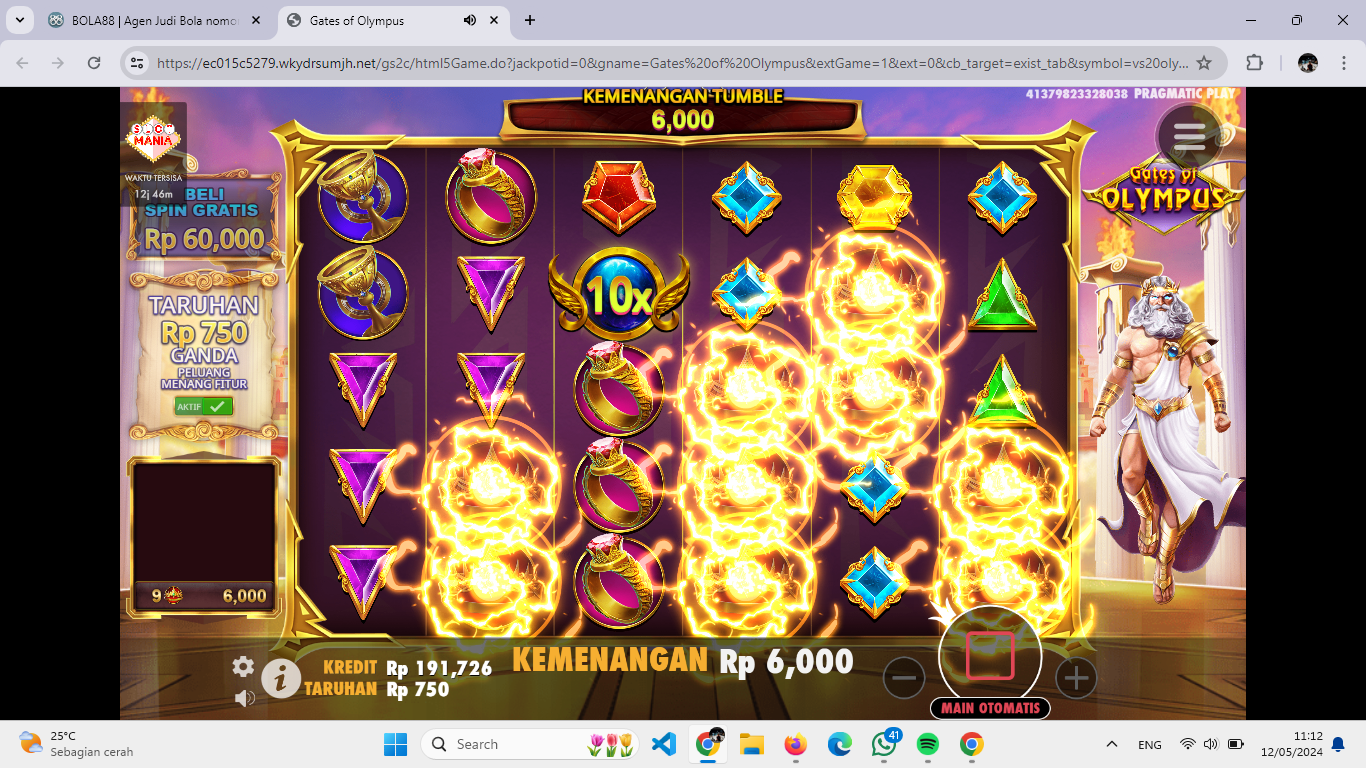 BOLA88 | Agen Judi Bola nomo
Gates of Olympus
https://ec015c5279.wkydrsumjh.net/gs2c/html5Game.do?jackpotid=0&gname=Gates%20of%20Olympus&extGame=1&ext=0&cb_target=exist_tab&symbol=vs20oly...
KEMENANGAN TUMBLE
6,000
41379823328038 PRAGMATIC PLAY
SLOT
MANIA
WAKTU TERSISA
12j 46m
BELI
SPIN GRATIS
Rp 60,000
Gates of
OLYMPUS
TARUHAN
Rp 750
GANDA
PELUANG
MENANG FITUR
AKTIF
10x
9 6,000
KREDIT Rp 191,726
TARUHAN Rp 750
KEMENANGAN Rp 6,000
MAIN OTOMATIS
25°C
Sebagian cerah
Search
41
ENG
11:12
12/05/2024